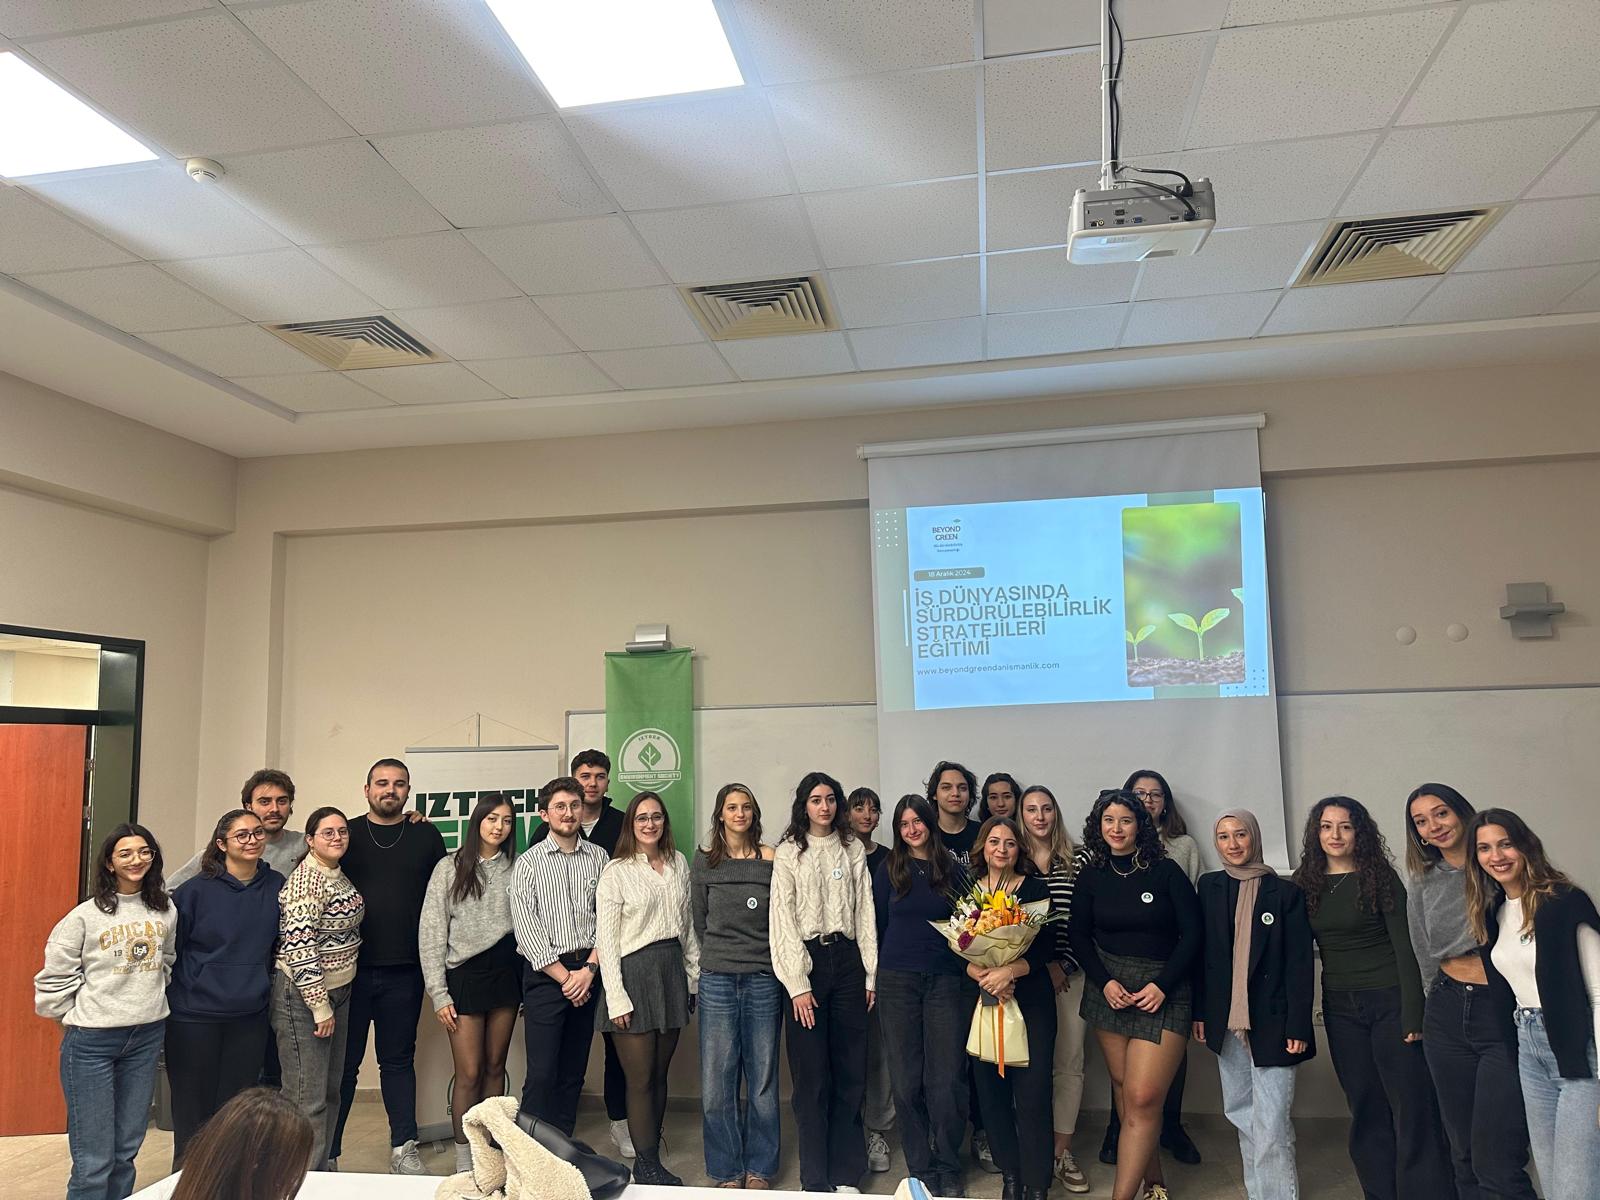 BEYOND
GREEN
18 Aralık 2024
İŞ DÜNYASINDA
SÜRDÜRÜLEBİLİRLİK
STRATEJİLERİ
EĞİTİMİ
www.beyondgreendanismanlik.com
ENVIRONMENT SOCIETY
IZTECH
CHICAGO